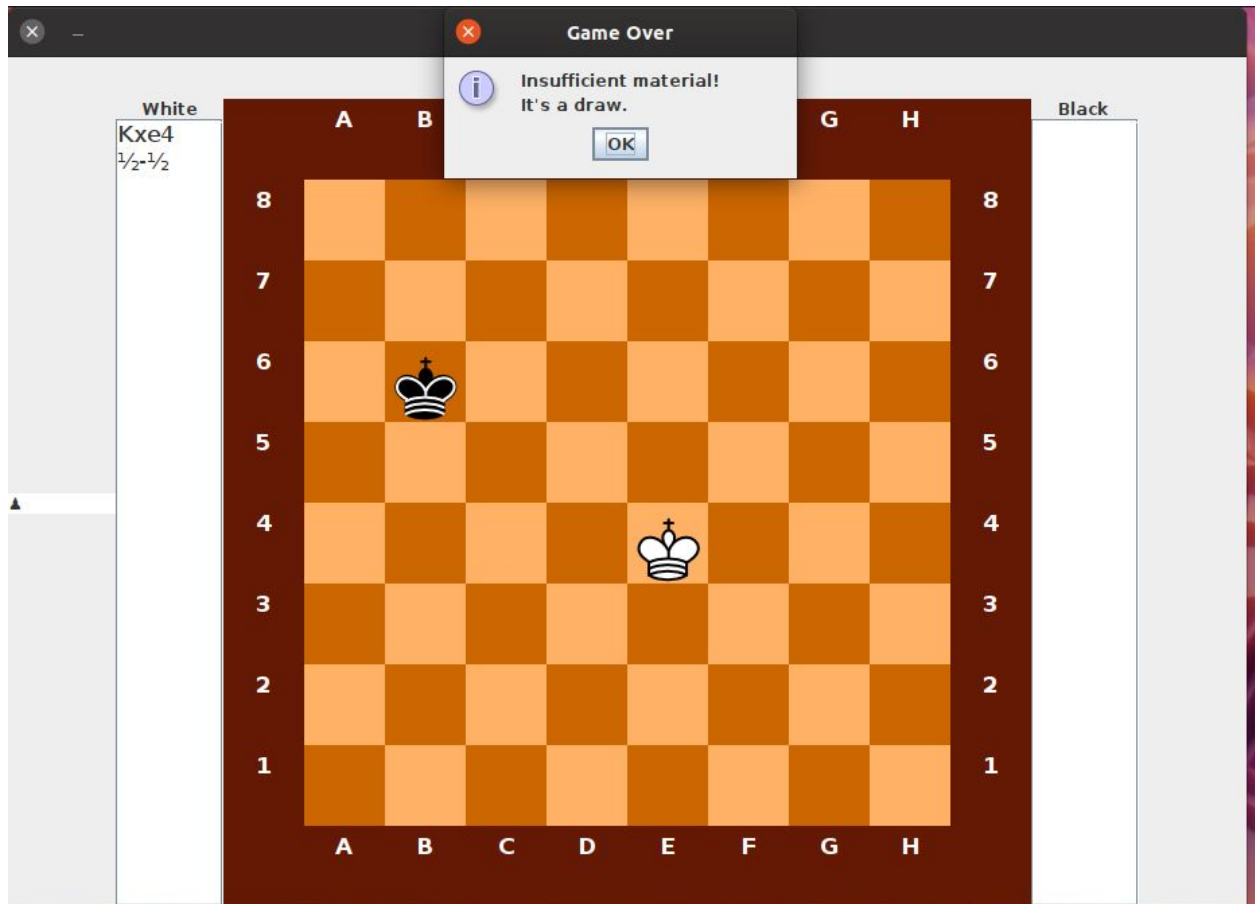 Game Over
Insufficient material!
It's a draw.
OK
White
Kxe4
½-½
Black
A B G H
8 8
7 7
6 6
5 5
4 4
3 3
2 2
1 1
A B C D E F G H